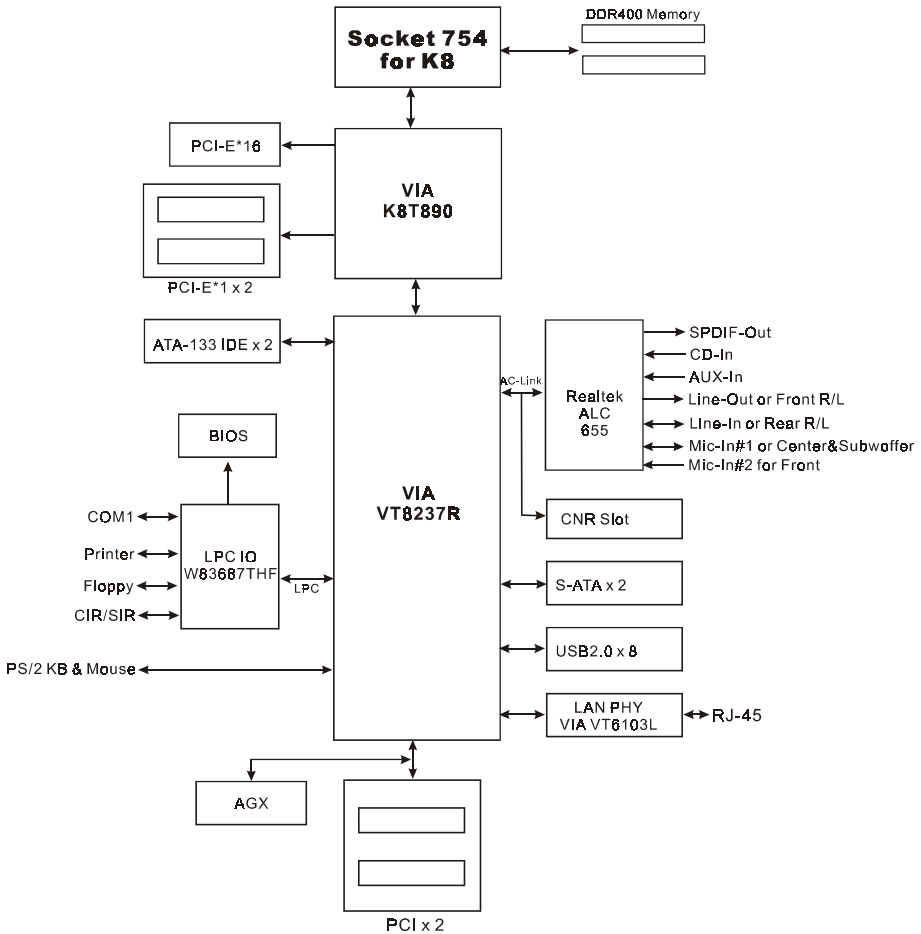 DDR400 Memory
Socket 754
for K8
PCI-E*16
VIA
K8T890
PCI-E*1 x 2
ATA-133 IDE x 2
AC-Link
Realtek
ALC
655
SPDIF-Out
CD-In
AUX-In
Line-Out or Front R/L
LIne-In or Rear R/L
Mic-In#1 or Center&Subwoffer
Mic-In#2 for Front
BIOS
VIA
VT8237R
CNR Slot
COM1
Printer
Floppy
CIR/SIR
LPC IO
W83687THF
LPC
S-ATA x 2
USB2.0 x 8
PS/2 KB & Mouse
LAN PHY
VIA VT6103L
RJ-45
AGX
PCI x 2